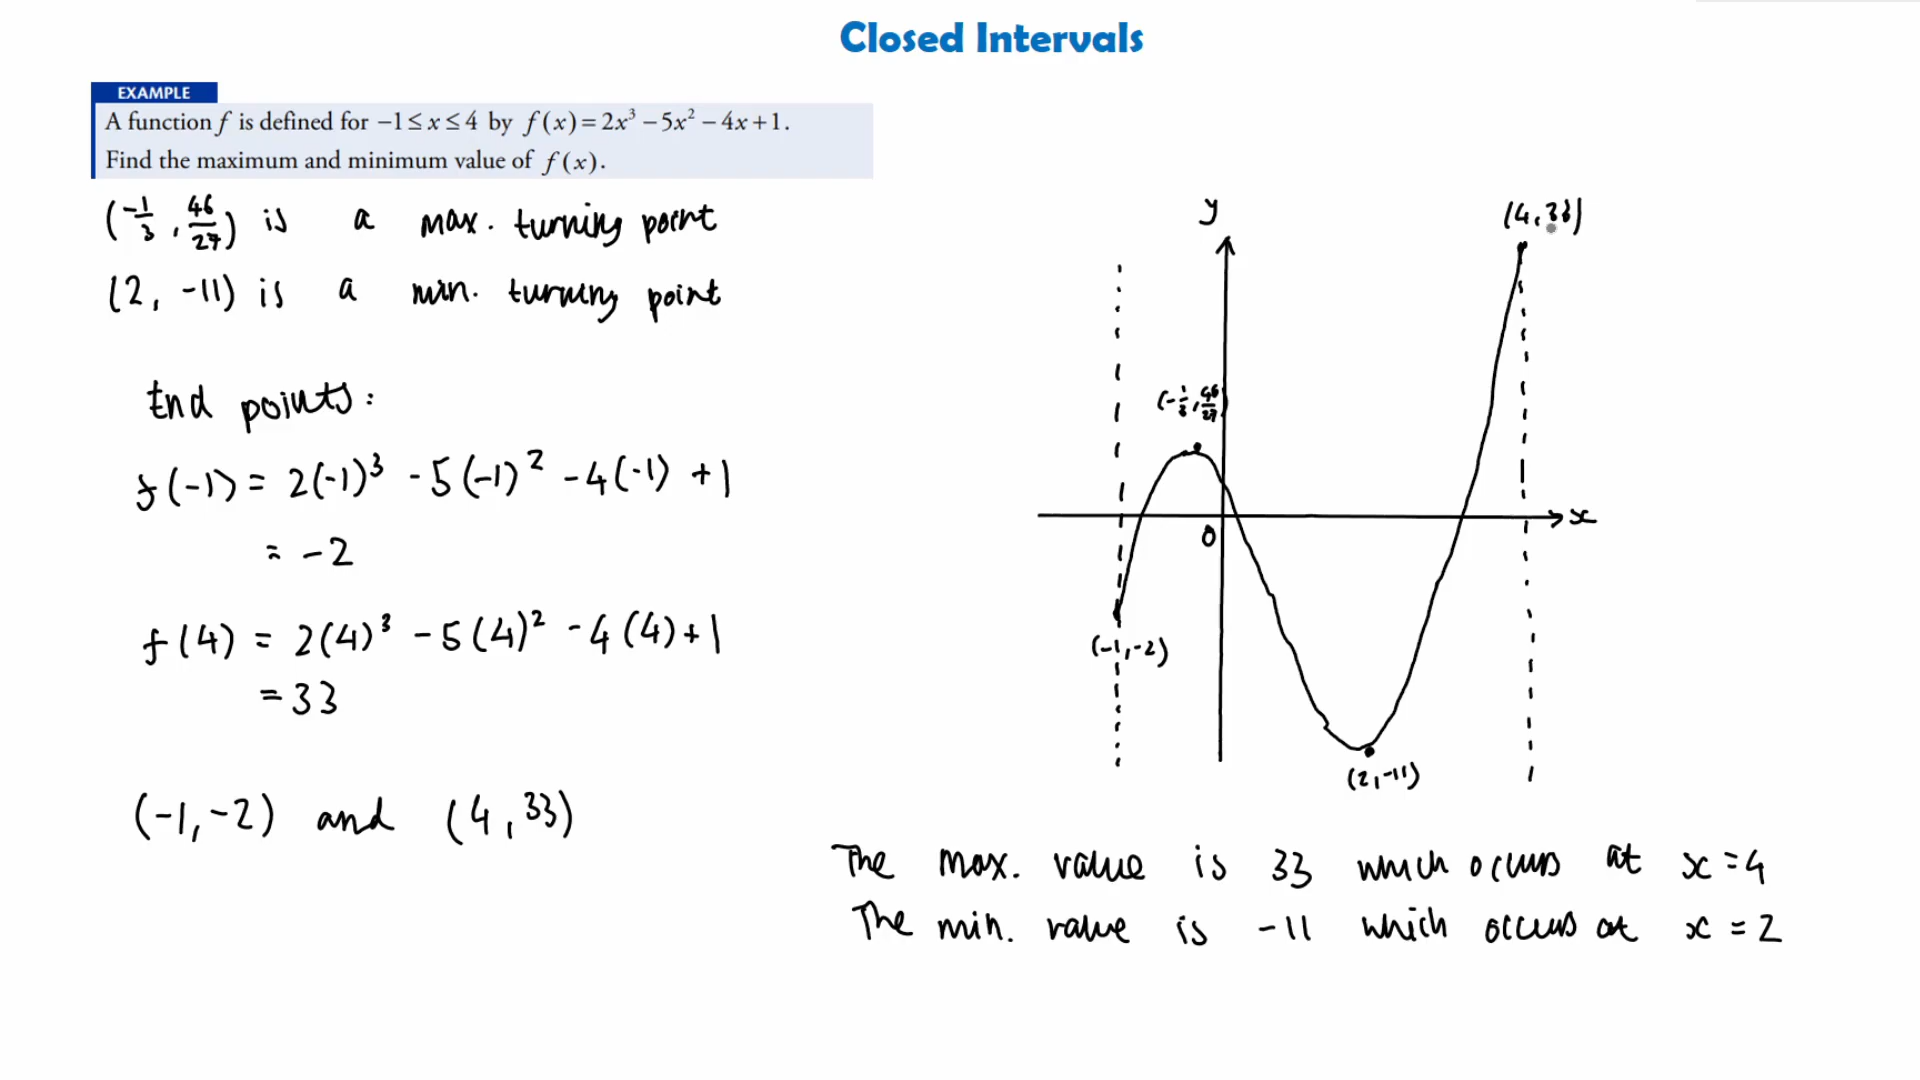 Closed Intervals
EXAMPLE
A function f is defined for −1 ≤ x ≤ 4 by f(x) = 2x³ − 5x² − 4x + 1.
Find the maximum and minimum value of f(x).
(-1/3, 46/27) is a max. turning point
(2, -11) is a min. turning point
End points:
f(-1) = 2(-1)³ - 5(-1)² - 4(-1) + 1
= -2
f(4) = 2(4)³ - 5(4)² - 4(4) + 1
= 33
(-1, -2) and (4, 33)
y
(4, 33)
(-1/3, 46/27)
x
0
(-1, -2)
(2, -11)
The max. value is 33 which occurs at x = 4
The min. value is -11 which occurs at x = 2